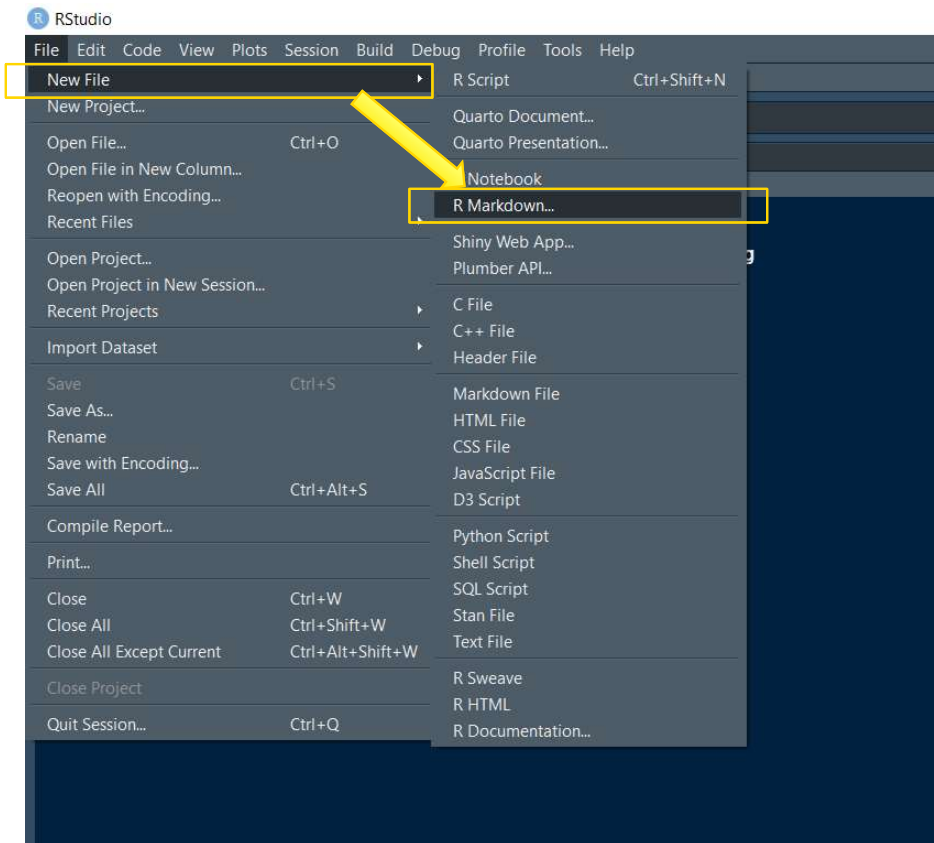 R RStudio
File Edit Code View Plots Session Build Debug Profile Tools Help
New File
New Project...
Open File... Ctrl+O
Open File in New Column...
Reopen with Encoding...
Recent Files
Open Project...
Open Project in New Session...
Recent Projects
Import Dataset
Save Ctrl+S
Save As...
Rename
Save with Encoding...
Save All Ctrl+Alt+S
Compile Report...
Print...
Close Ctrl+W
Close All Ctrl+Shift+W
Close All Except Current Ctrl+Alt+Shift+W
Close Project
Quit Session... Ctrl+Q
R Script Ctrl+Shift+N
Quarto Document...
Quarto Presentation...
Notebook
R Markdown...
Shiny Web App...
Plumber API...
C File
C++ File
Header File
Markdown File
HTML File
CSS File
JavaScript File
D3 Script
Python Script
Shell Script
SQL Script
Stan File
Text File
R Sweave
R HTML
R Documentation...
g